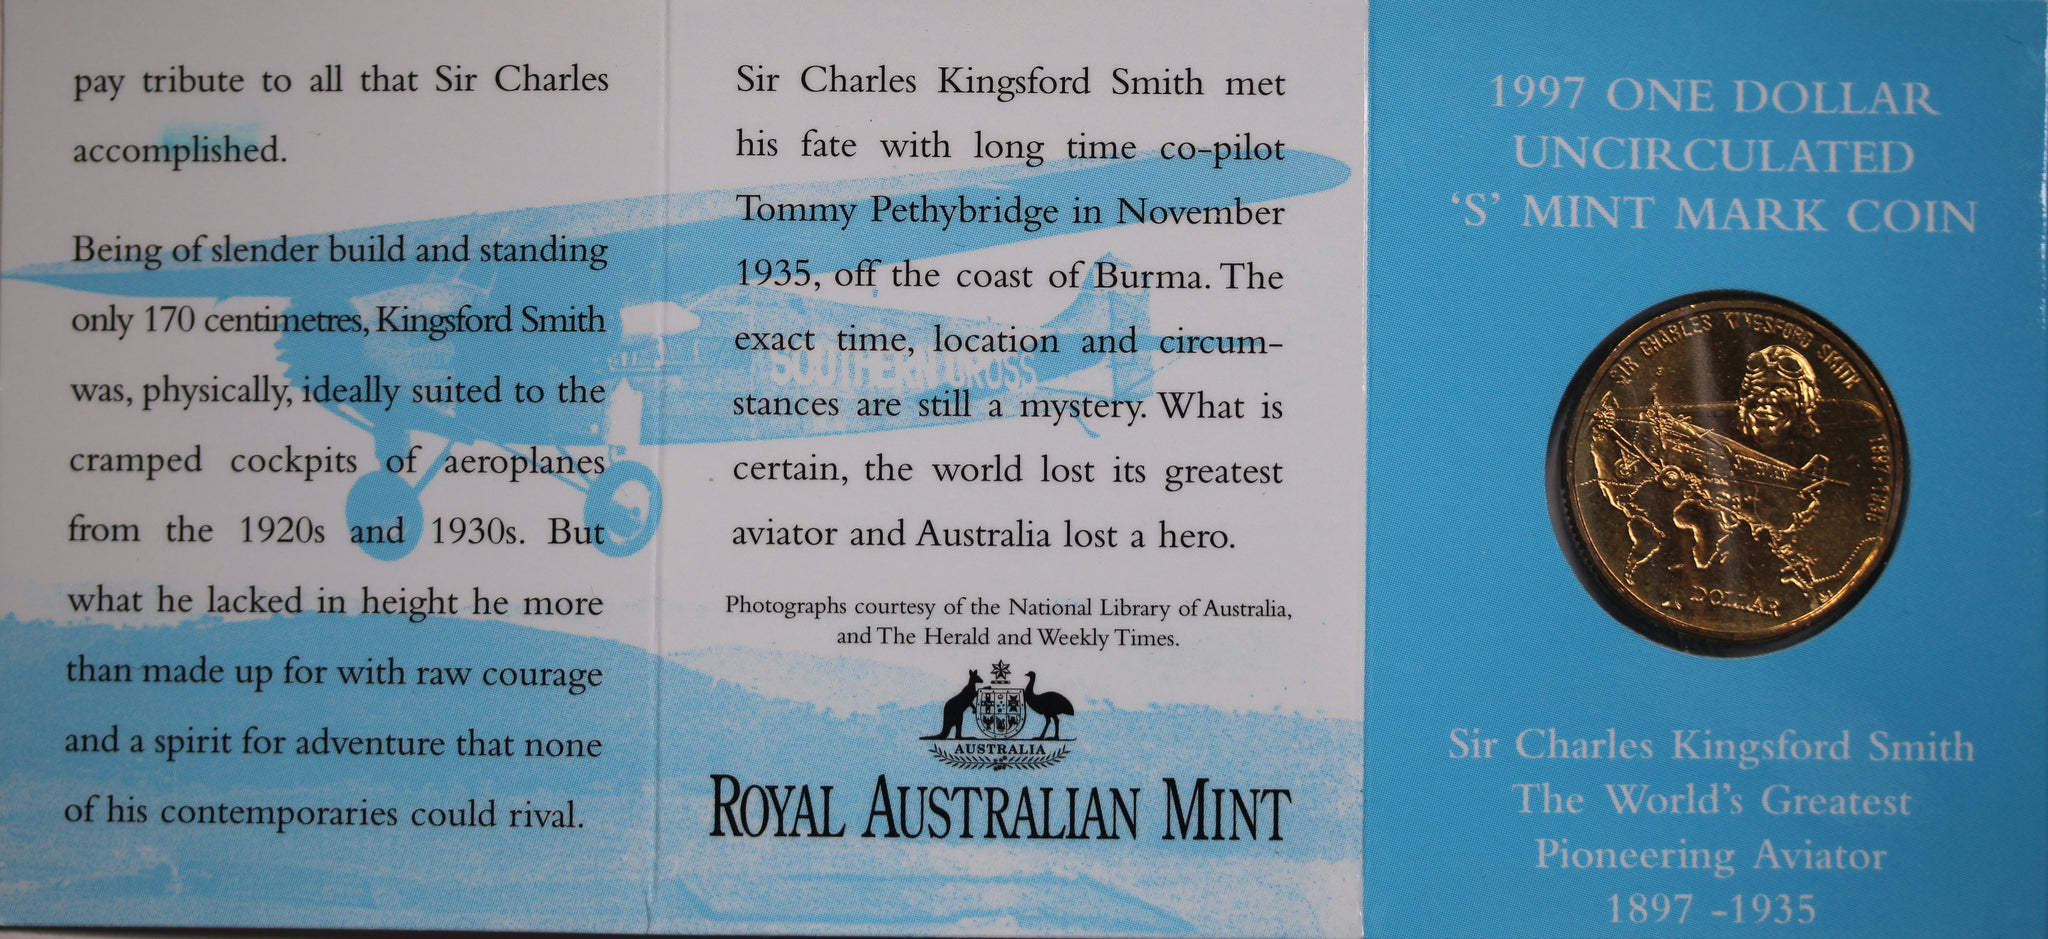 pay tribute to all that Sir Charles
accomplished.
Being of slender build and standing
only 170 centimetres, Kingsford Smith
was, physically, ideally suited to the
cramped cockpits of aeroplanes
from the 1920s and 1930s. But
what he lacked in height he more
than made up for with raw courage
and a spirit for adventure that none
of his contemporaries could rival.
Sir Charles Kingsford Smith met
his fate with long time co-pilot
Tommy Pethybridge in November
1935, off the coast of Burma. The
exact time, location and circum-
stances are still a mystery. What is
certain, the world lost its greatest
aviator and Australia lost a hero.
SOUTHERN CROSS
Photographs courtesy of the National Library of Australia,
and The Herald and Weekly Times.
AUSTRALIA
ROYAL AUSTRALIAN MINT
1997 ONE DOLLAR
UNCIRCULATED
‘S’ MINT MARK COIN
SIR CHARLES KINGSFORD SMITH
1897-1935
DOLLAR
Sir Charles Kingsford Smith
The World's Greatest
Pioneering Aviator
1897 -1935